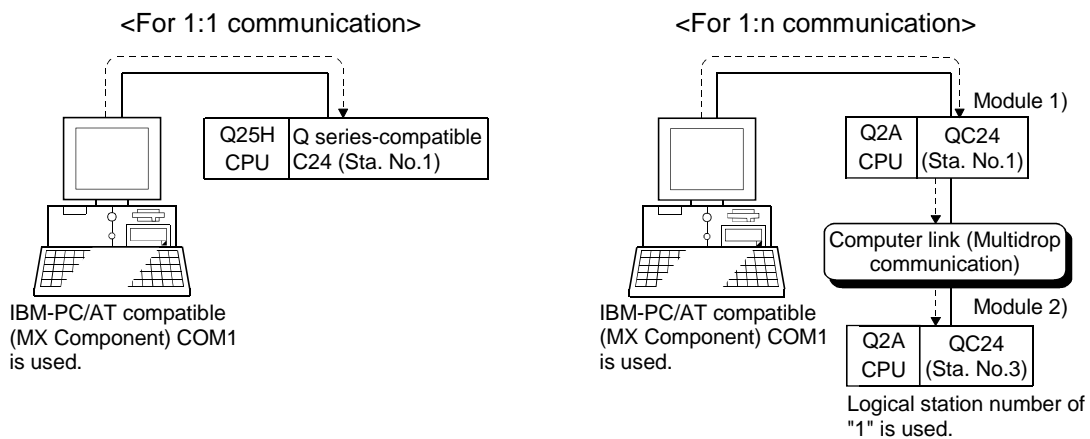 <For 1:1 communication>
Q25H
CPU
Q series-compatible
C24 (Sta. No.1)
IBM-PC/AT compatible
(MX Component) COM1
is used.
<For 1:n communication>
Module 1)
Q2A
CPU
QC24
(Sta. No.1)
Computer link (Multidrop
communication)
Module 2)
Q2A
CPU
QC24
(Sta. No.3)
IBM-PC/AT compatible
(MX Component) COM1
is used.
Logical station number of
"1" is used.